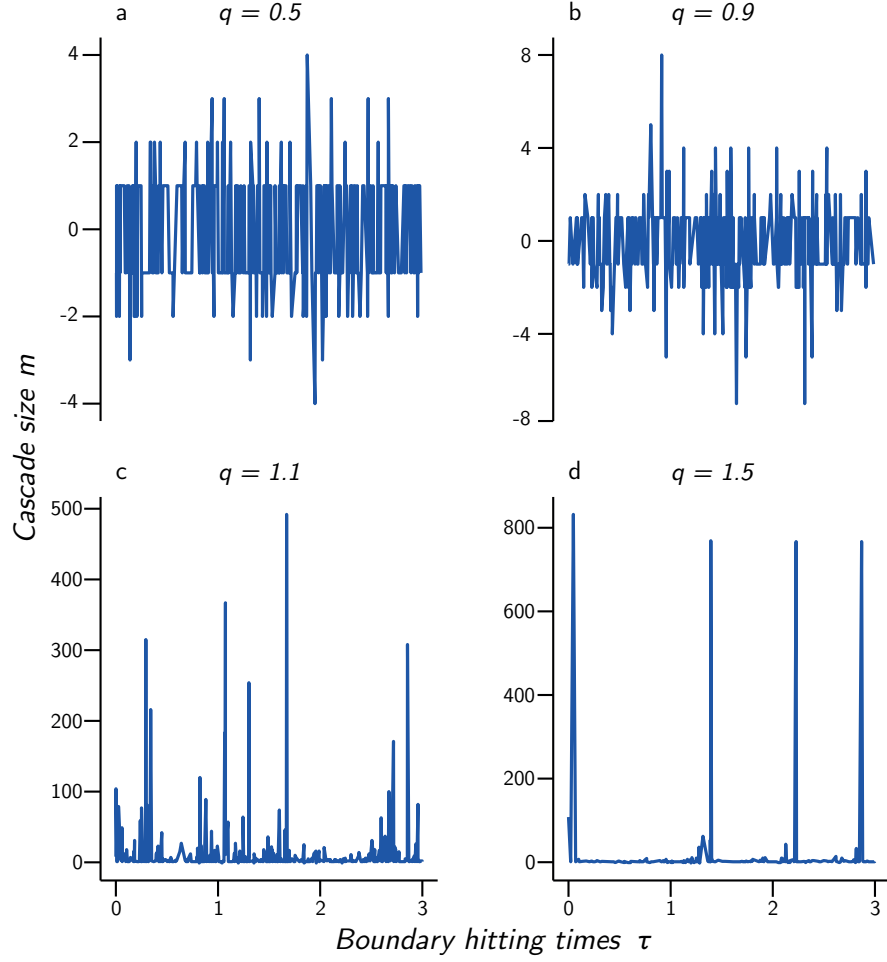 a q = 0.5
4
2
0
-2
-4
b q = 0.9
8
4
0
-4
-8
Cascade size m
c q = 1.1
500
400
300
200
100
0
0 1 2 3
d q = 1.5
800
600
400
200
0
0 1 2 3
Boundary hitting times τ